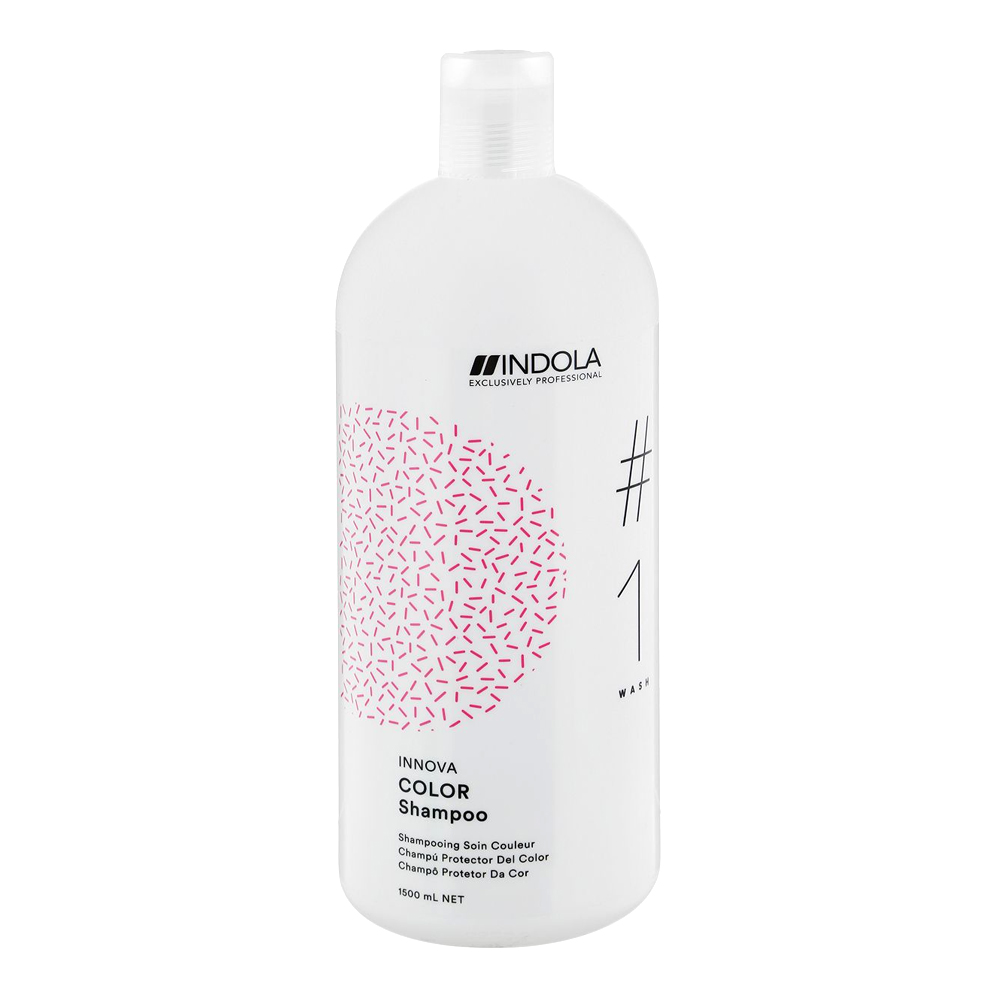 INDOLA
EXCLUSIVELY PROFESSIONAL
#
1
WASH
INNOVA
COLOR
Shampoo
Shampooing Soin Couleur
Champú Protector Del Color
Champô Protetor Da Cor
1500 mL NET